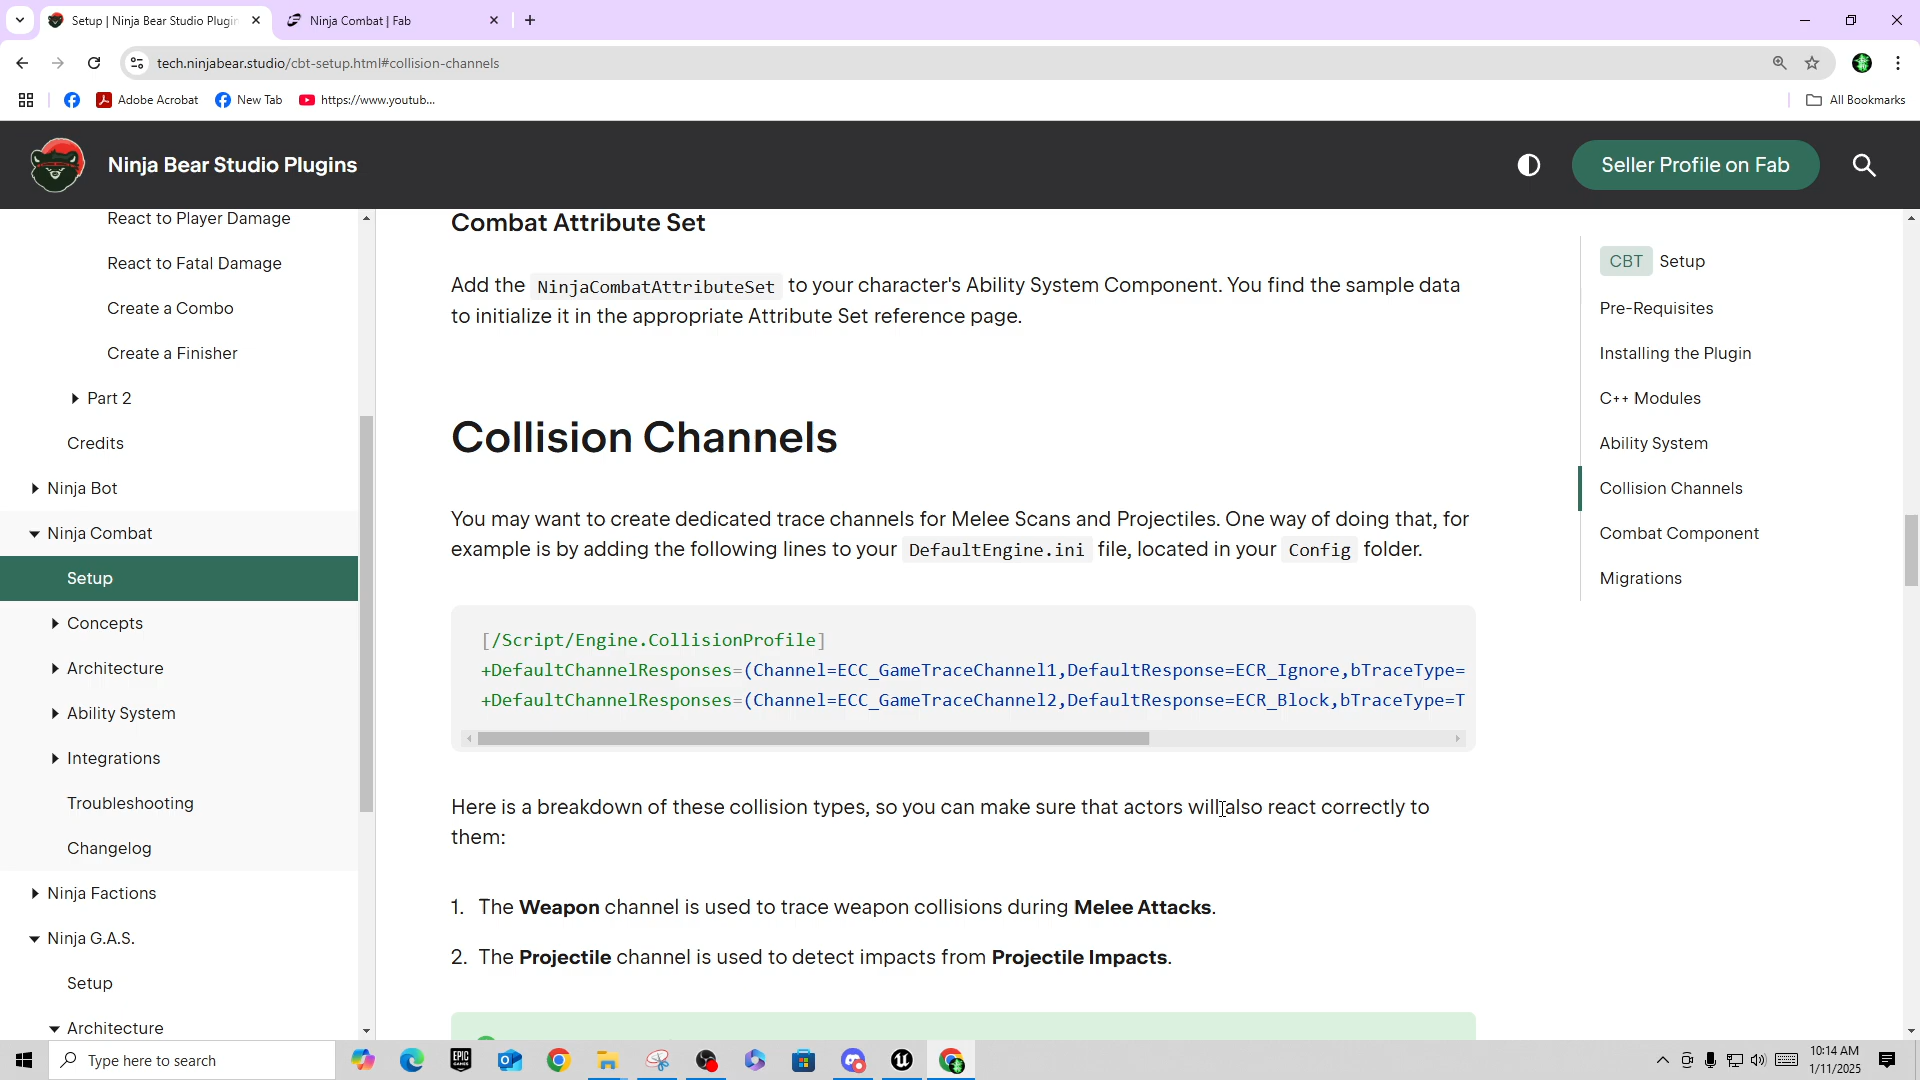 Setup | Ninja Bear Studio Plugin
Ninja Combat | Fab
tech.ninjabear.studio/cbt-setup.html#collision-channels
Adobe Acrobat
New Tab
https://www.youtub...
All Bookmarks
Ninja Bear Studio Plugins
Seller Profile on Fab
React to Player Damage
React to Fatal Damage
Create a Combo
Create a Finisher
Part 2
Credits
Ninja Bot
Ninja Combat
Setup
Concepts
Architecture
Ability System
Integrations
Troubleshooting
Changelog
Ninja Factions
Ninja G.A.S.
Setup
Architecture
Combat Attribute Set
Add the NinjaCombatAttributeSet to your character's Ability System Component. You find the sample data
to initialize it in the appropriate Attribute Set reference page.
Collision Channels
You may want to create dedicated trace channels for Melee Scans and Projectiles. One way of doing that, for
example is by adding the following lines to your DefaultEngine.ini file, located in your Config folder.
[/Script/Engine.CollisionProfile]
+DefaultChannelResponses=(Channel=ECC_GameTraceChannel1,DefaultResponse=ECR_Ignore,bTraceType=
+DefaultChannelResponses=(Channel=ECC_GameTraceChannel2,DefaultResponse=ECR_Block,bTraceType=T
Here is a breakdown of these collision types, so you can make sure that actors will also react correctly to
them:
1. The Weapon channel is used to trace weapon collisions during Melee Attacks.
2. The Projectile channel is used to detect impacts from Projectile Impacts.
CBT Setup
Pre-Requisites
Installing the Plugin
C++ Modules
Ability System
Collision Channels
Combat Component
Migrations
Type here to search
EPIC
10:14 AM
1/11/2025